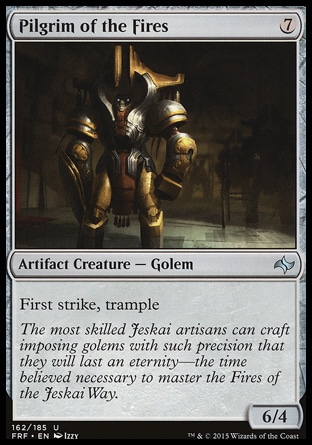 Pilgrim of the Fires 7
Artifact Creature — Golem
First strike, trample
The most skilled Jeskai artisans can craft
imposing golems with such precision that
they will last an eternity—the time
believed necessary to master the Fires of
the Jeskai Way.
6/4
162/185 U
FRF • EN Izzy
™ & © 2015 Wizards of the Coast